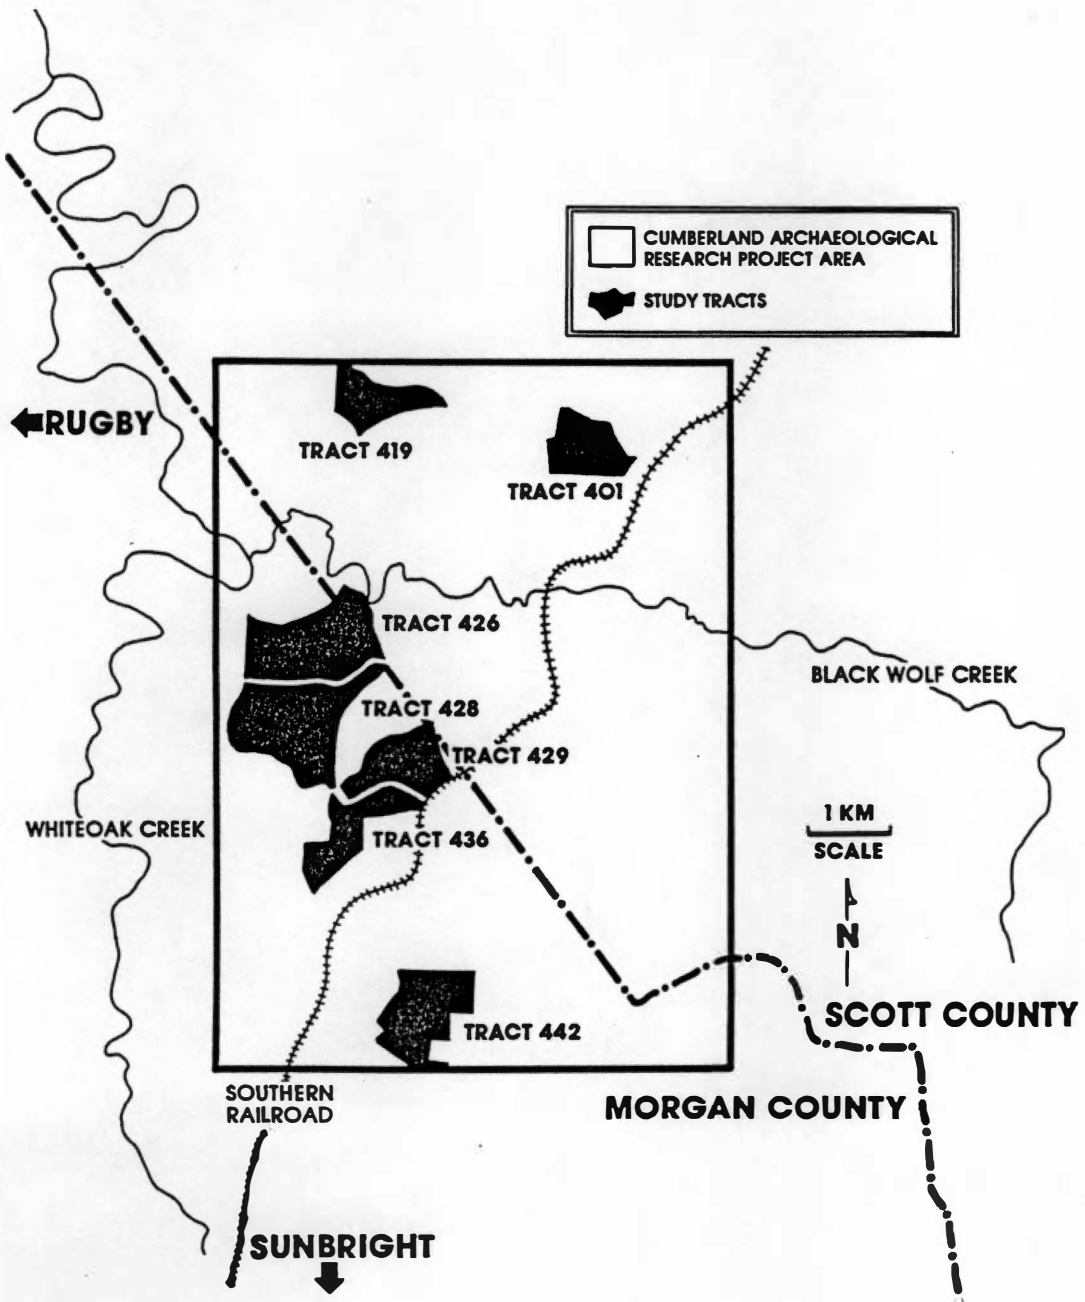 CUMBERLAND ARCHAEOLOGICAL
RESEARCH PROJECT AREA
STUDY TRACTS
RUGBY
TRACT 419
TRACT 401
TRACT 426
BLACK WOLF CREEK
TRACT 428
TRACT 429
1 KM
SCALE
WHITEOAK CREEK
TRACT 436
N
SCOTT COUNTY
TRACT 442
SOUTHERN
RAILROAD
MORGAN COUNTY
SUNBRIGHT